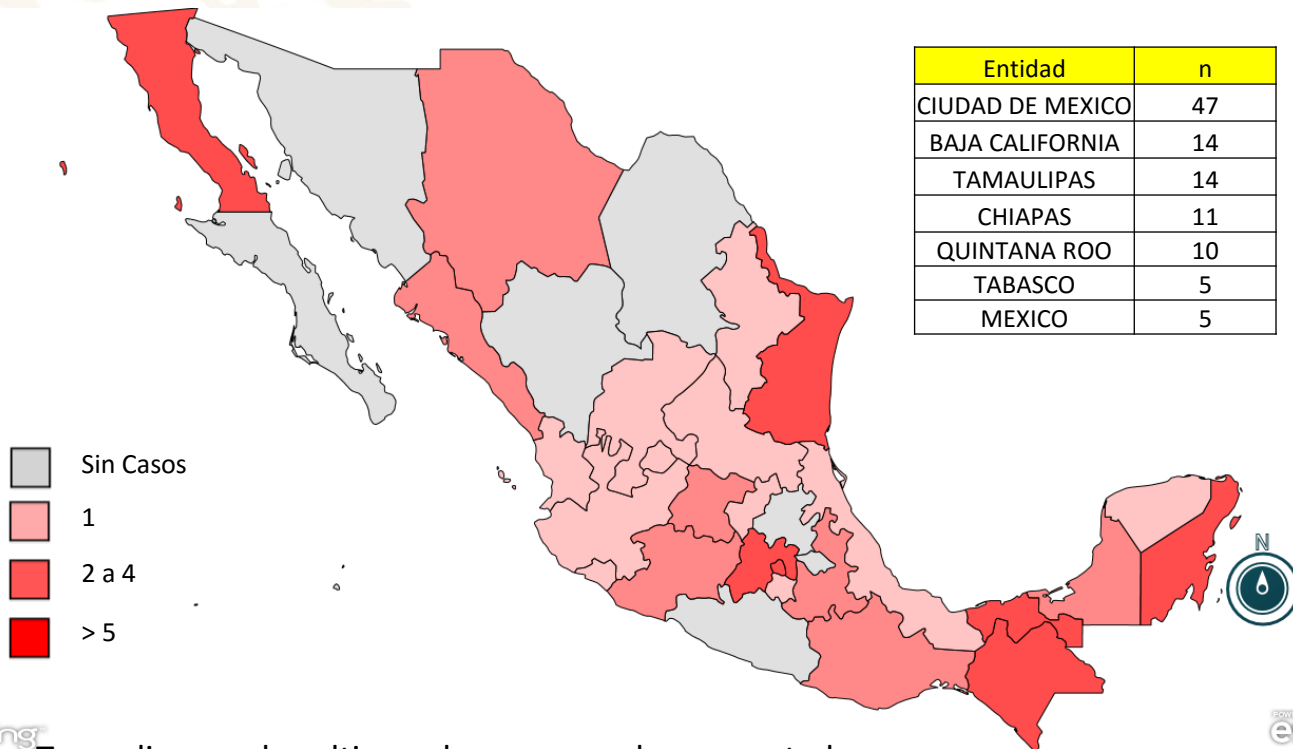 Entidad n
CIUDAD DE MEXICO 47
BAJA CALIFORNIA 14
TAMAULIPAS 14
CHIAPAS 11
QUINTANA ROO 10
TABASCO 5
MEXICO 5
Sin Casos
1
2 a 4
> 5
N